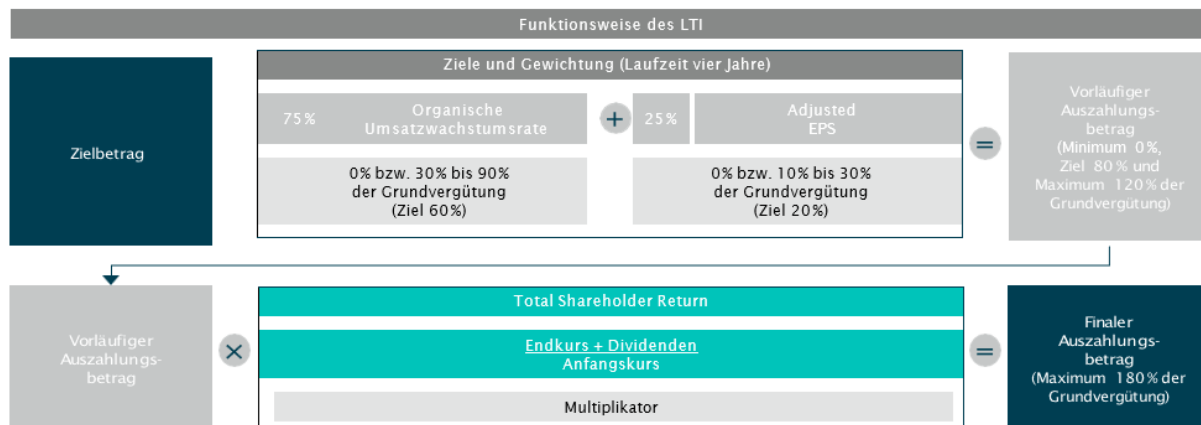 Funktionsweise des LTI
Zielbetrag
Ziele und Gewichtung (Laufzeit vier Jahre)
75%
Organische
Umsatzwachstumsrate
+
25%
Adjusted
EPS
0% bzw. 30% bis 90%
der Grundvergütung
(Ziel 60%)
0% bzw. 10% bis 30%
der Grundvergütung
(Ziel 20%)
=
Vorläufiger
Auszahlungs-
betrag
(Minimum 0%,
Ziel 80% und
Maximum 120% der
Grundvergütung)
Vorläufiger
Auszahlungs-
betrag
×
Total Shareholder Return
Endkurs + Dividenden
Anfangskurs
Multiplikator
=
Finaler
Auszahlungs-
betrag
(Maximum 180% der
Grundvergütung)